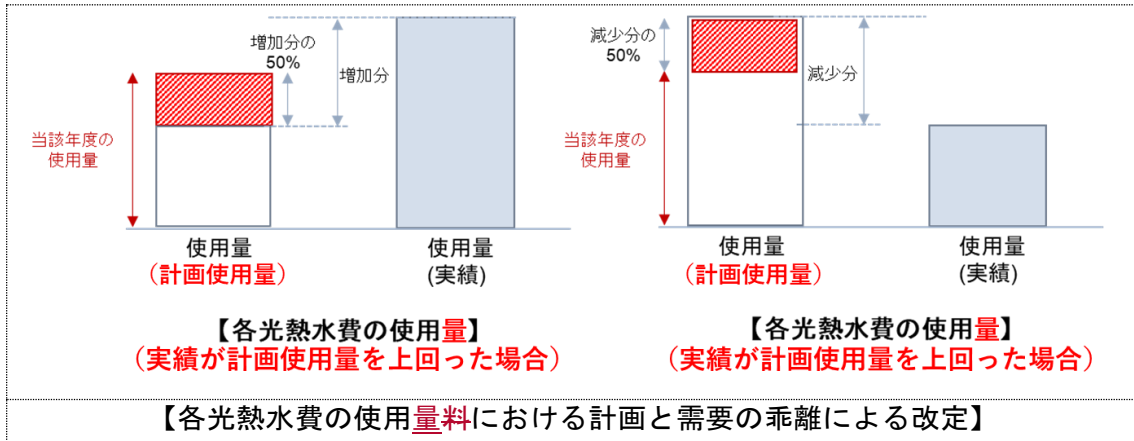 増加分の
50%
増加分
当該年度の
使用量
使用量
（計画使用量）
使用量
(実績)
【各光熱水費の使用量】
（実績が計画使用量を上回った場合）
減少分の
50%
減少分
当該年度の
使用量
使用量
（計画使用量）
使用量
(実績)
【各光熱水費の使用量】
（実績が計画使用量を上回った場合）
【各光熱水費の使用量料における計画と需要の乖離による改定】